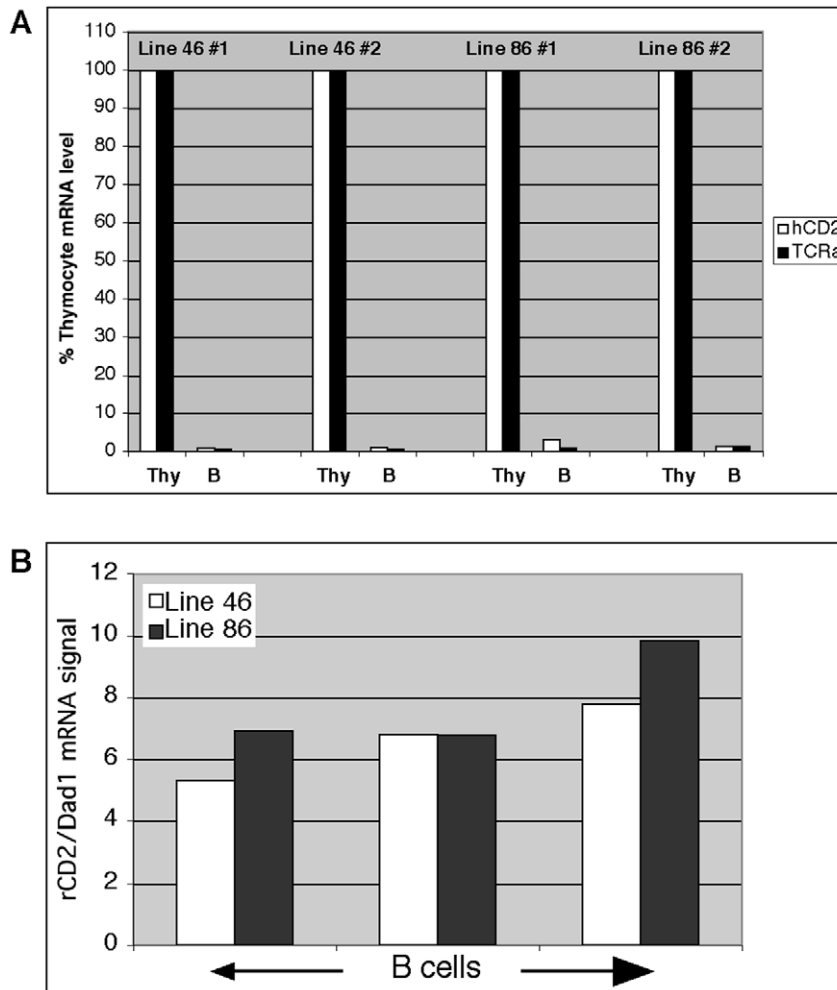 A
Line 46 #1 Line 46 #2 Line 86 #1 Line 86 #2
110
100
90
80
70
60
50
40
30
20
10
0
% Thymocyte mRNA level
hCD2
TCRa
Thy B Thy B Thy B Thy B
B
Line 46
Line 86
12
10
8
6
4
2
0
rCD2/Dad1 mRNA signal
B cells